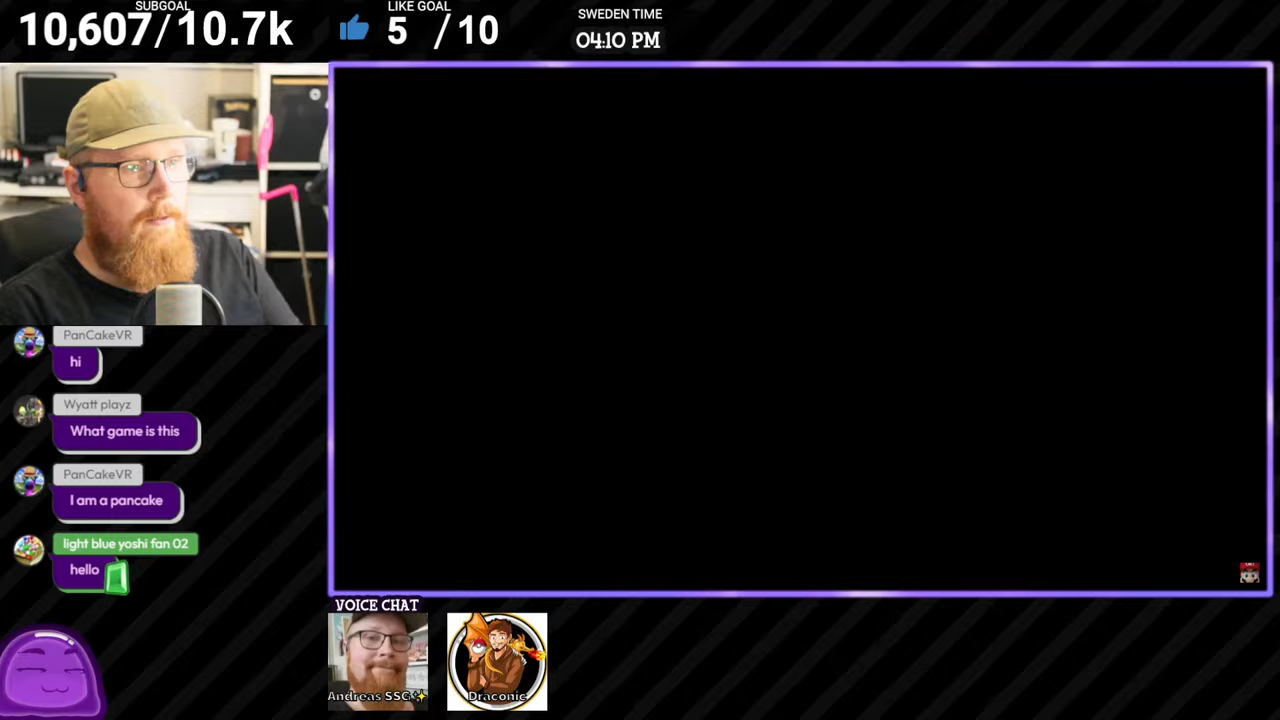 SUBGOAL
10,607/10.7k
LIKE GOAL
5 /10
SWEDEN TIME
04:10 PM
PanCakeVR
hi
Wyatt playz
What game is this
PanCakeVR
I am a pancake
light blue yoshi fan 02
hello
VOICE CHAT
Andreas SSG✨
Draconic